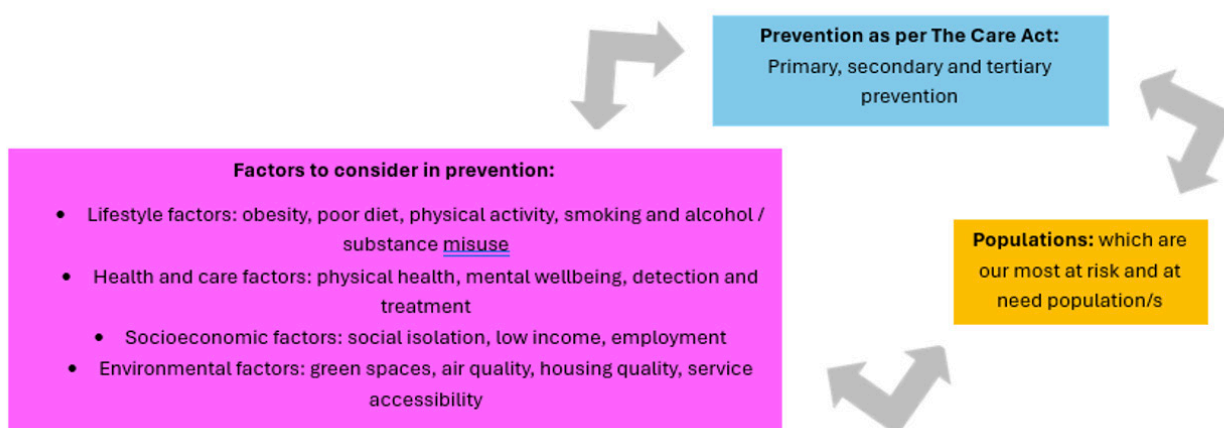 Prevention as per The Care Act:
Primary, secondary and tertiary
prevention
Factors to consider in prevention:
• Lifestyle factors: obesity, poor diet, physical activity, smoking and alcohol /
substance misuse
• Health and care factors: physical health, mental wellbeing, detection and
treatment
• Socioeconomic factors: social isolation, low income, employment
• Environmental factors: green spaces, air quality, housing quality, service
accessibility
Populations: which are
our most at risk and at
need population/s